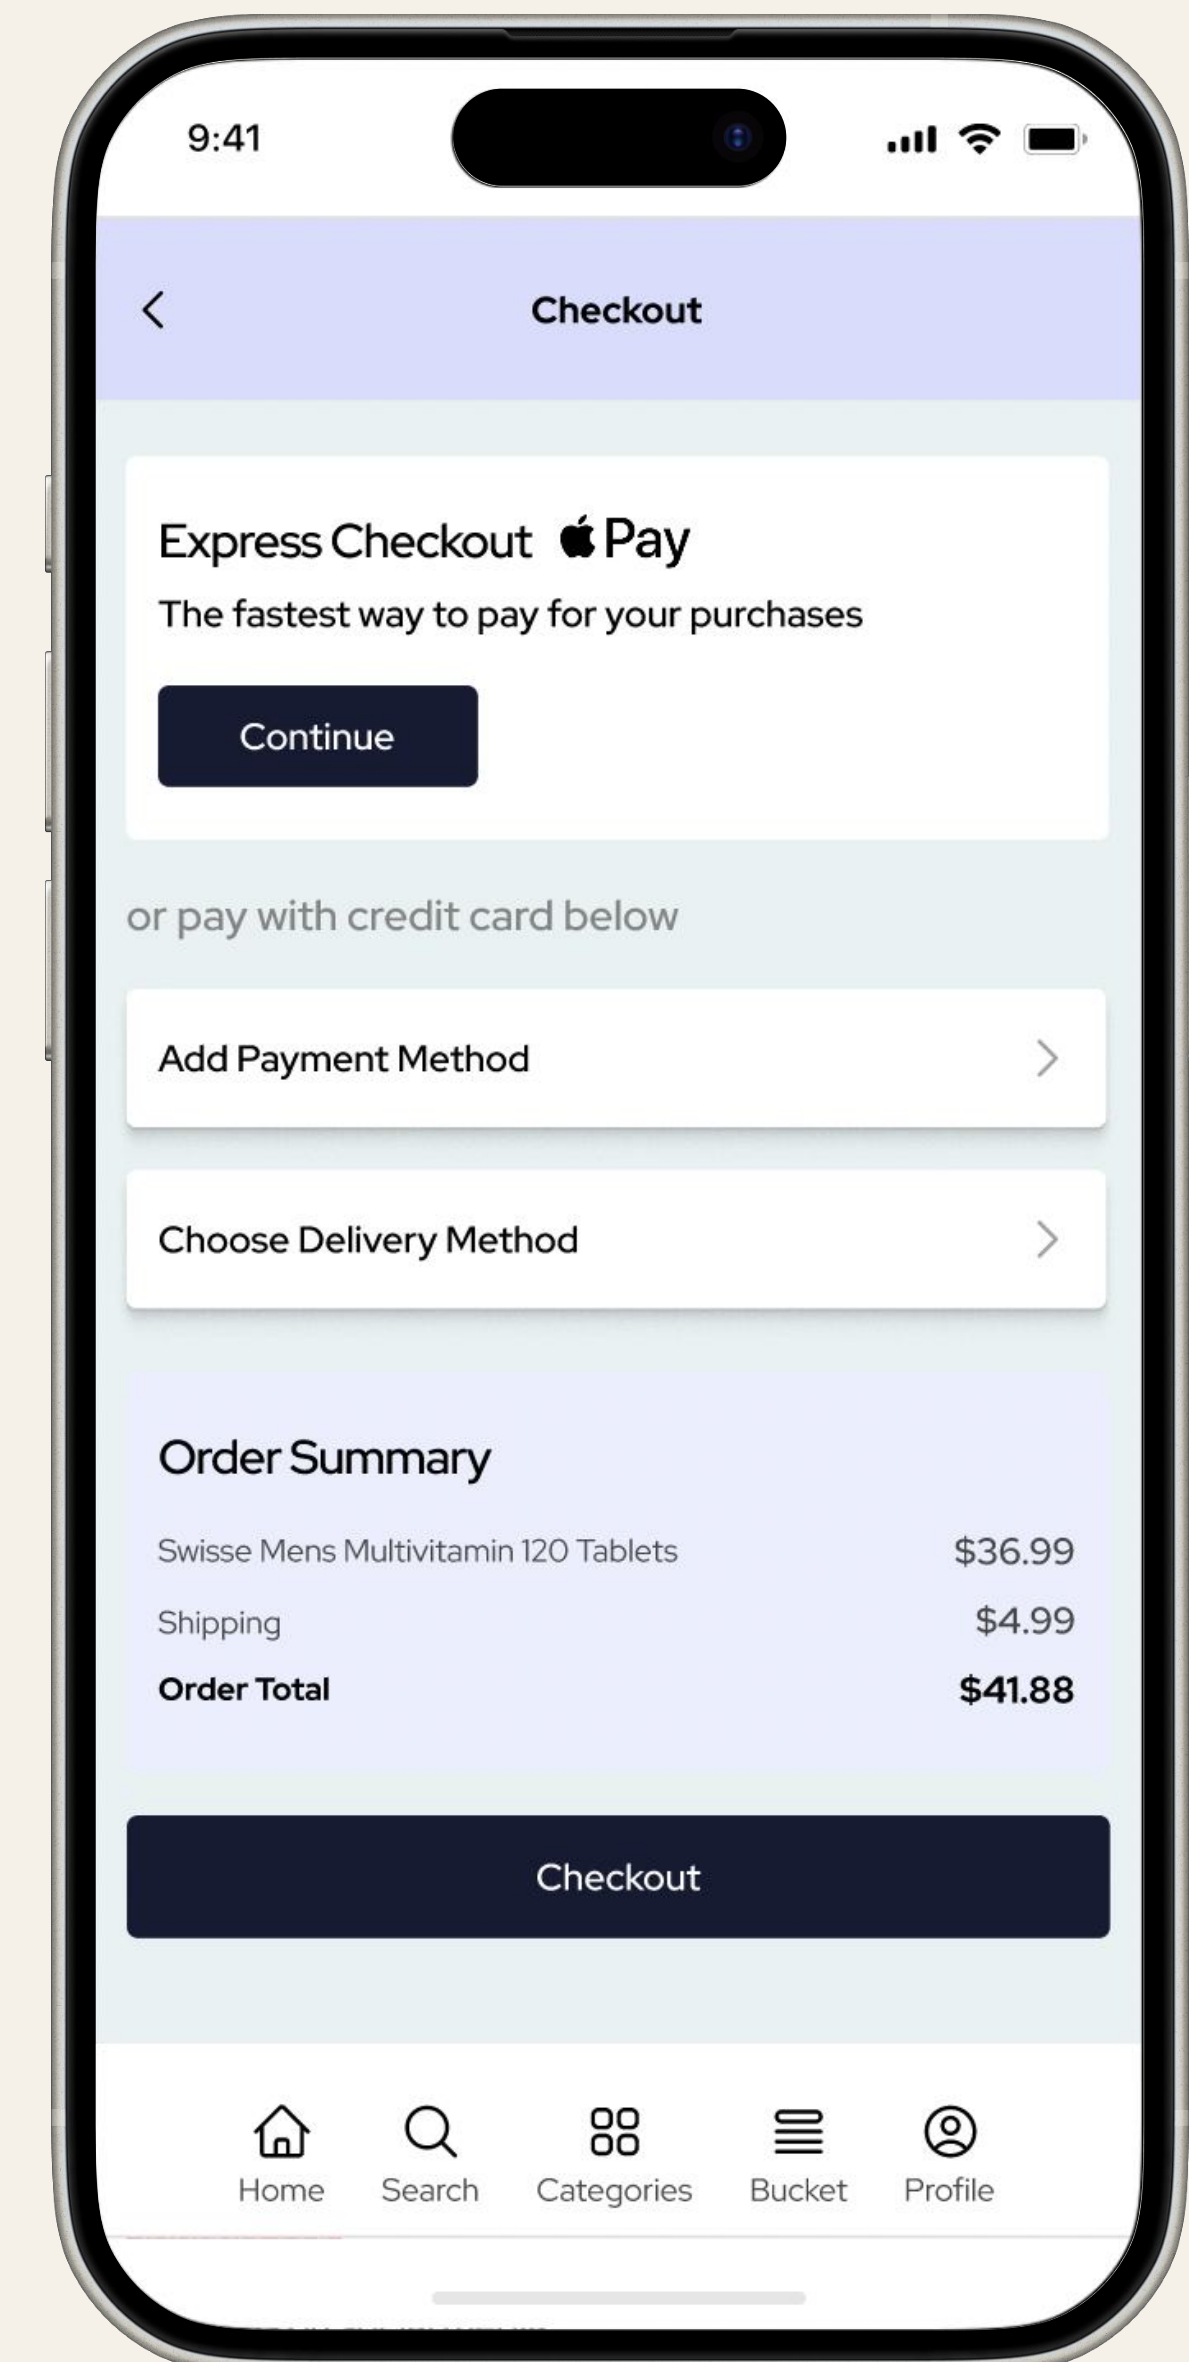 9:41
Checkout
Express Checkout Pay
The fastest way to pay for your purchases
Continue
or pay with credit card below
Add Payment Method
Choose Delivery Method
Order Summary
Swisse Mens Multivitamin 120 Tablets $36.99
Shipping $4.99
Order Total $41.88
Checkout
Home Search Categories Bucket Profile